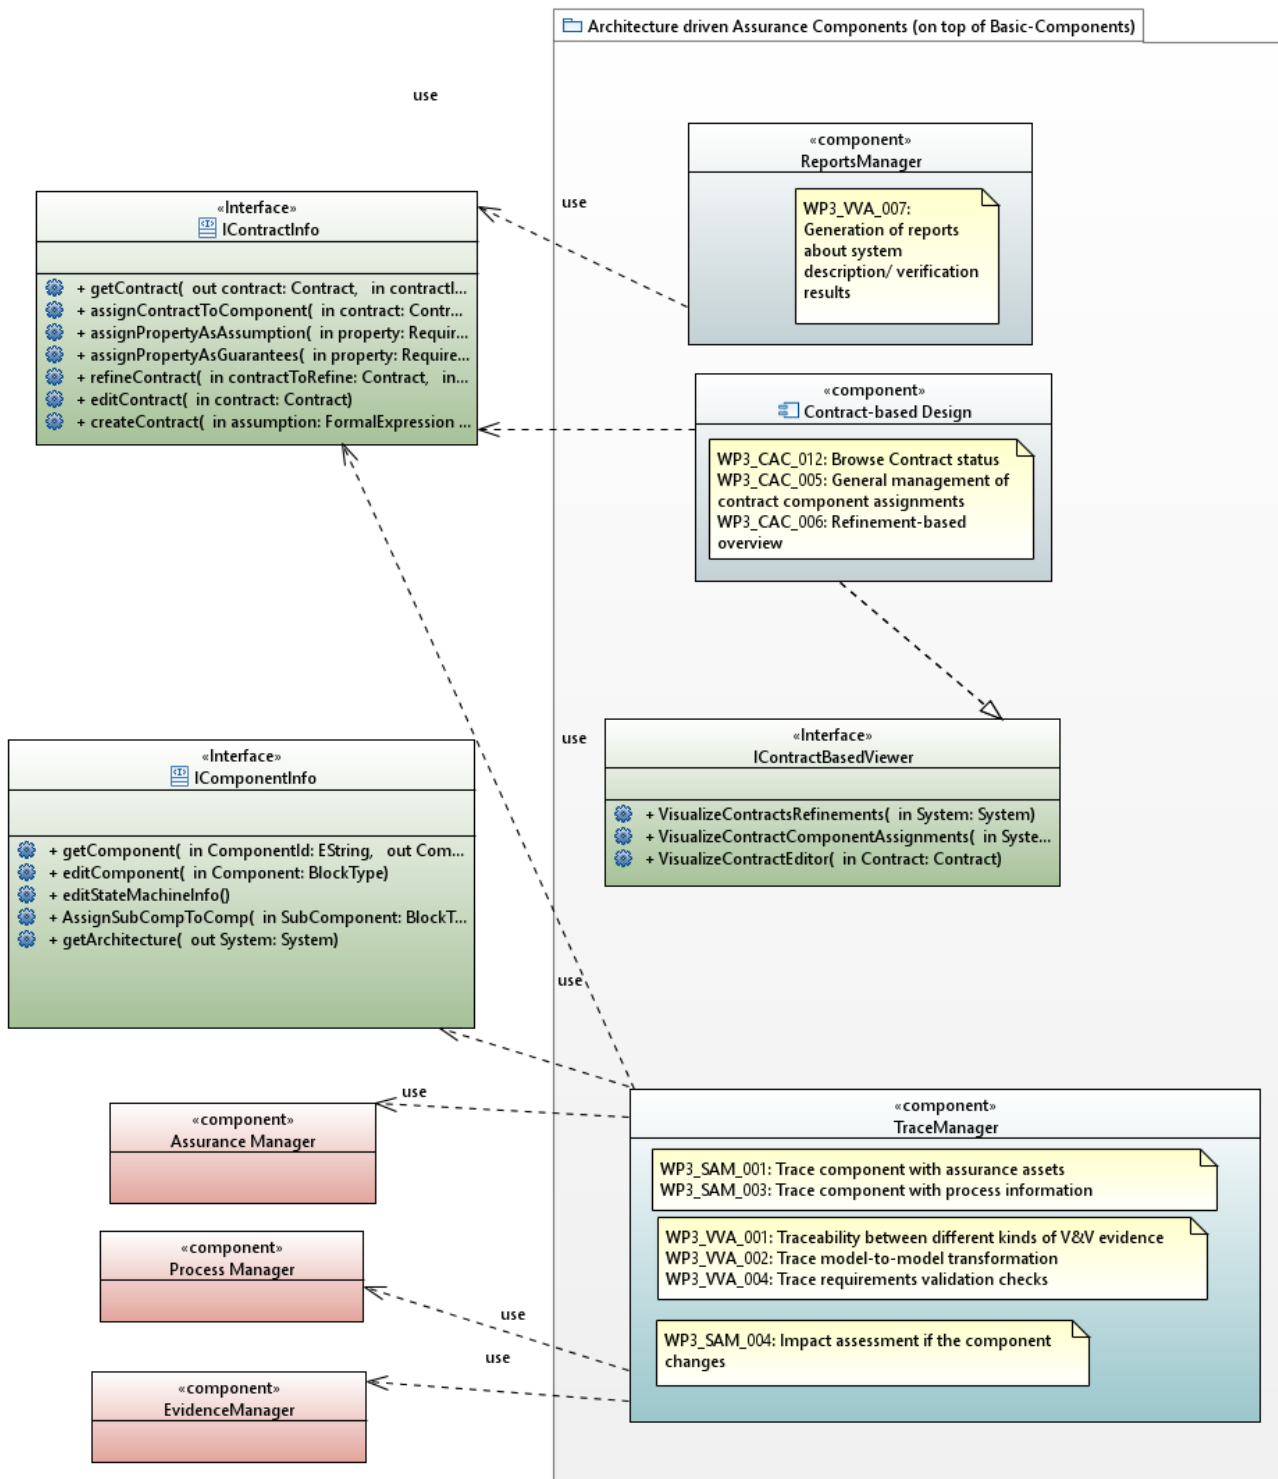 Architecture driven Assurance Components (on top of Basic-Components)
use
«component»
ReportsManager
WP3_VVA_007:
Generation of reports
about system
description/ verification
results
use
«Interface»
IContractInfo
+ getContract( out contract: Contract, in contractI...
+ assignContractToComponent( in contract: Contr...
+ assignPropertyAsAssumption( in property: Requir...
+ assignPropertyAsGuarantees( in property: Require...
+ refineContract( in contractToRefine: Contract, in...
+ editContract( in contract: Contract)
+ createContract( in assumption: FormalExpression ...
«component»
Contract-based Design
WP3_CAC_012: Browse Contract status
WP3_CAC_005: General management of
contract component assignments
WP3_CAC_006: Refinement-based
overview
use
«Interface»
IContractBasedViewer
+ VisualizeContractsRefinements( in System: System)
+ VisualizeContractComponentAssignments( in Syste...
+ VisualizeContractEditor( in Contract: Contract)
«Interface»
IComponentInfo
+ getComponent( in ComponentId: EString, out Com...
+ editComponent( in Component: BlockType)
+ editStateMachineInfo()
+ AssignSubCompToComp( in SubComponent: BlockT...
+ getArchitecture( out System: System)
use
use
«component»
Assurance Manager
«component»
TraceManager
WP3_SAM_001: Trace component with assurance assets
WP3_SAM_003: Trace component with process information
WP3_VVA_001: Traceability between different kinds of V&V evidence
WP3_VVA_002: Trace model-to-model transformation
WP3_VVA_004: Trace requirements validation checks
WP3_SAM_004: Impact assessment if the component
changes
«component»
Process Manager
use
use
«component»
EvidenceManager